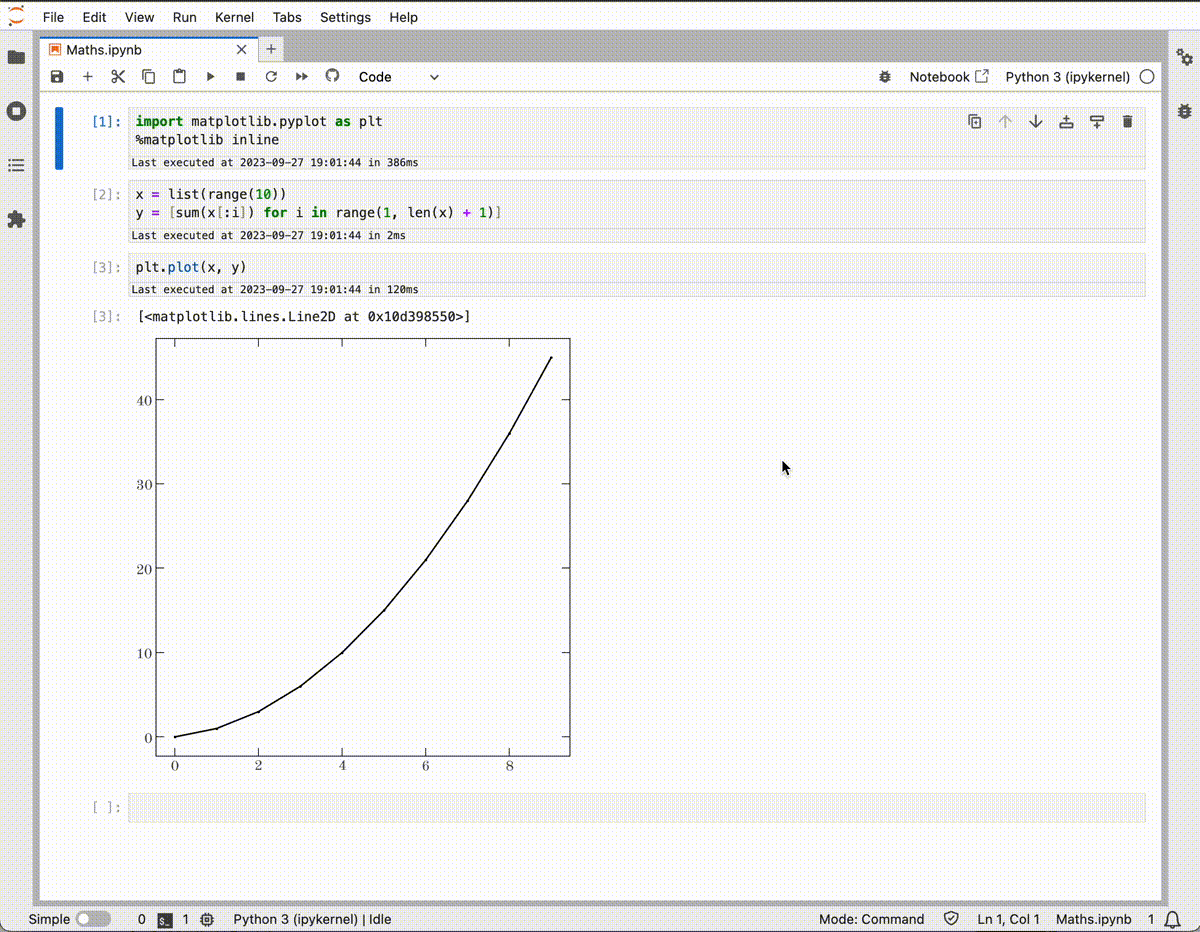 File Edit View Run Kernel Tabs Settings Help
Maths.ipynb
Code Notebook Python 3 (ipykernel)
[1]: import matplotlib.pyplot as plt
%matplotlib inline
Last executed at 2023-09-27 19:01:44 in 386ms
[2]: x = list(range(10))
y = [sum(x[:i]) for i in range(1, len(x) + 1)]
Last executed at 2023-09-27 19:01:44 in 2ms
[3]: plt.plot(x, y)
Last executed at 2023-09-27 19:01:44 in 120ms
[3]: [<matplotlib.lines.Line2D at 0x10d398550>]
40
30
20
10
0
0 2 4 6 8
[ ]:
Simple 0 $_ 1 Python 3 (ipykernel) | Idle Mode: Command Ln 1, Col 1 Maths.ipynb 1